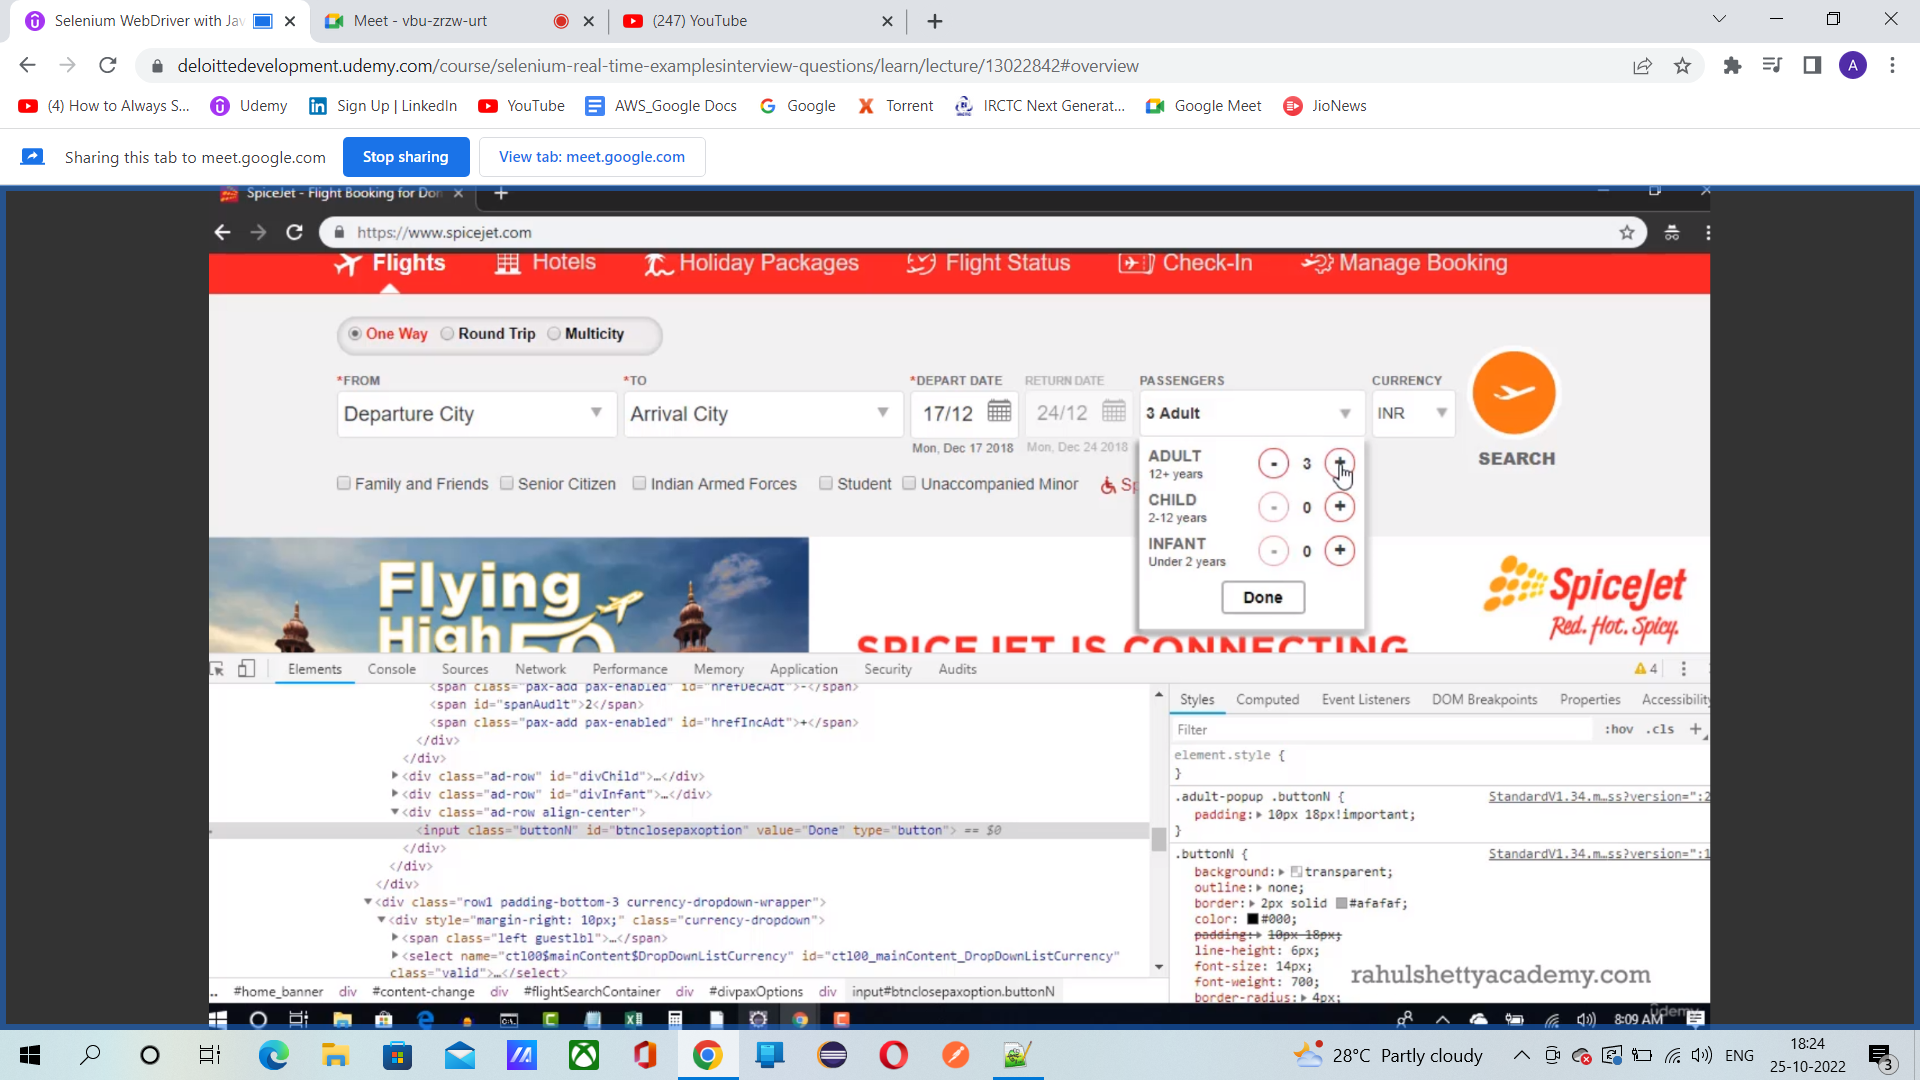 Selenium WebDriver with Jav
Meet - vbu-zrzw-urt
(247) YouTube
deloittedevelopment.udemy.com/course/selenium-real-time-examplesinterview-questions/learn/lecture/13022842#overview
A
(4) How to Always S...
Udemy
Sign Up | LinkedIn
YouTube
AWS_Google Docs
Google
Torrent
IRCTC Next Generat...
Google Meet
JioNews
Sharing this tab to meet.google.com
Stop sharing
View tab: meet.google.com
SpiceJet - Flight Booking for Dom
https://www.spicejet.com
Flights
Hotels
Holiday Packages
Flight Status
Check-In
Manage Booking
One Way
Round Trip
Multicity
*FROM
*TO
*DEPART DATE
RETURN DATE
PASSENGERS
CURRENCY
Departure City
Arrival City
17/12
24/12
3 Adult
INR
Mon, Dec 17 2018
Mon, Dec 24 2018
SEARCH
Family and Friends
Senior Citizen
Indian Armed Forces
Student
Unaccompanied Minor
Sp
ADULT
- 3 +
12+ years
CHILD
- 0 +
2-12 years
INFANT
- 0 +
Under 2 years
Done
Flying
High 50
SpiceJet
Red. Hot. Spicy.
SPICEJET IS CONNECTING
Elements Console Sources Network Performance Memory Application Security Audits
4
<span class="pax-add pax-enabled" id="hrefDecAdt">-</span>
<span id="spanAudlt">2</span>
<span class="pax-add pax-enabled" id="hrefIncAdt">+</span>
</div>
</div>
<div class="ad-row" id="divChild">…</div>
<div class="ad-row" id="divInfant">…</div>
<div class="ad-row align-center">
<input class="buttonN" id="btnclosepaxoption" value="Done" type="button"> == $0
</div>
</div>
</div>
<div class="row1 padding-bottom-3 currency-dropdown-wrapper">
<div style="margin-right: 10px;" class="currency-dropdown">
<span class="left guestlbl">…</span>
<select name="ctl00$mainContent$DropDownListCurrency" id="ctl00_mainContent_DropDownListCurrency"
class="valid">…</select>
.. #home_banner div #content-change div #flightSearchContainer div #divpaxOptions div input#btnclosepaxoption.buttonN
Styles Computed Event Listeners DOM Breakpoints Properties Accessibility
Filter
:hov .cls +
element.style {
}
.adult-popup .buttonN {
StandardV1.34.m…ss?version=":2
padding: 10px 18px!important;
}
.buttonN {
StandardV1.34.m…ss?version=":1
background: transparent;
outline: none;
border: 2px solid #afafaf;
color: #000;
padding: 10px 18px;
line-height: 6px;
font-size: 14px;
font-weight: 700;
border-radius: 4px;
rahulshettyacademy.com
udemy
8:09 AM
28°C Partly cloudy
ENG
18:24
25-10-2022
3